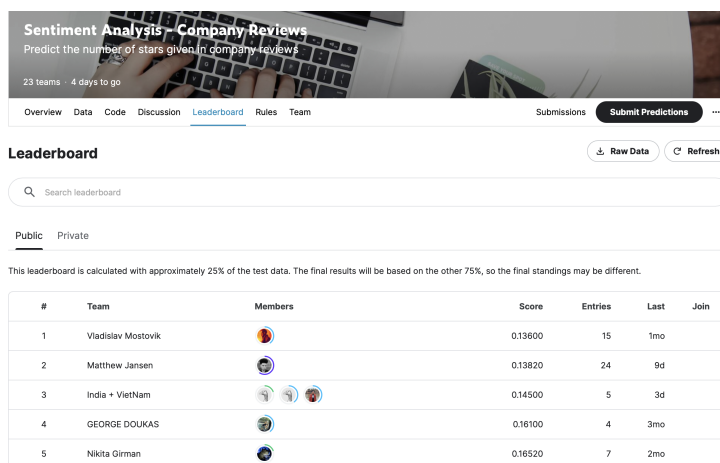 Sentiment Analysis - Company Reviews
Predict the number of stars given in company reviews
23 teams · 4 days to go
Overview Data Code Discussion Leaderboard Rules Team Submissions Submit Predictions ...
Leaderboard Raw Data Refresh
Search leaderboard
Public Private
This leaderboard is calculated with approximately 25% of the test data. The final results will be based on the other 75%, so the final standings may be different.
# Team Members Score Entries Last Join
1 Vladislav Mostovik 0.13600 15 1mo
2 Matthew Jansen 0.13820 24 9d
3 India + VietNam 0.14500 5 3d
4 GEORGE DOUKAS 0.16100 4 3mo
5 Nikita Girman 0.16520 7 2mo